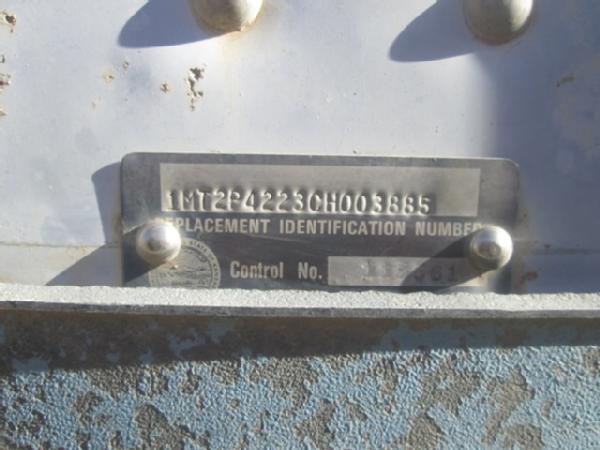 1MT2P4223CH003885
REPLACEMENT IDENTIFICATION NUMBER
Control No.